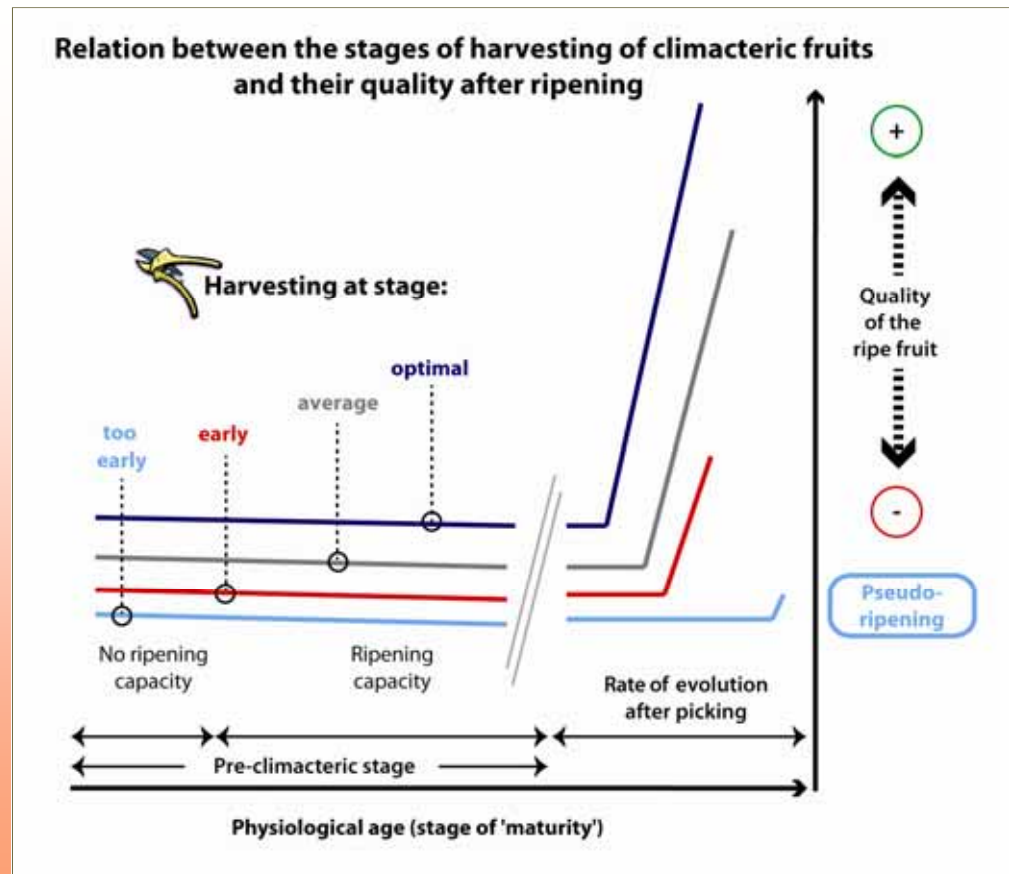 Relation between the stages of harvesting of climacteric fruits
and their quality after ripening
+
Harvesting at stage:
Quality
of the
ripe fruit
optimal
average
early
too
early
-
Pseudo-
ripening
No ripening
capacity
Ripening
capacity
Rate of evolution
after picking
Pre-climacteric stage
Physiological age (stage of 'maturity')